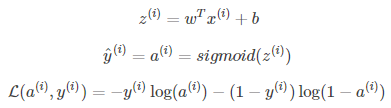 z^{(i)} = w^T x^{(i)} + b
ŷ^{(i)} = a^{(i)} = sigmoid(z^{(i)})
ℒ(a^{(i)}, y^{(i)}) = −y^{(i)} log(a^{(i)}) − (1 − y^{(i)}) log(1 − a^{(i)})